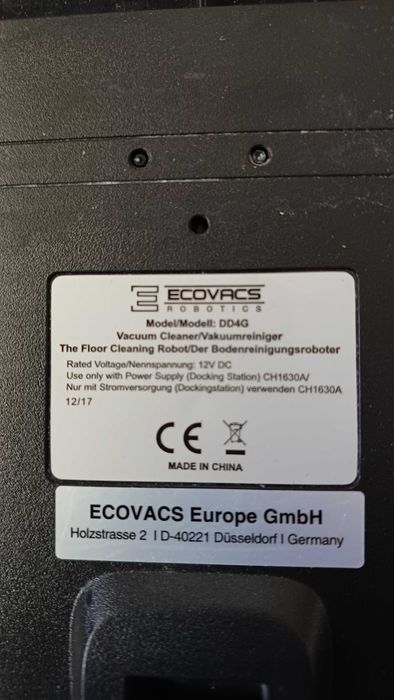 ECOVACS
ROBOTICS
Model/Modell: DD4G
Vacuum Cleaner/Vakuumreiniger
The Floor Cleaning Robot/Der Bodenreinigungsroboter
Rated Voltage/Nennspannung: 12V DC
Use only with Power Supply (Docking Station) CH1630A/
Nur mit Stromversorgung (Dockingstation) verwenden CH1630A
12/17
CE
MADE IN CHINA
ECOVACS Europe GmbH
Holzstrasse 2 I D-40221 Düsseldorf I Germany